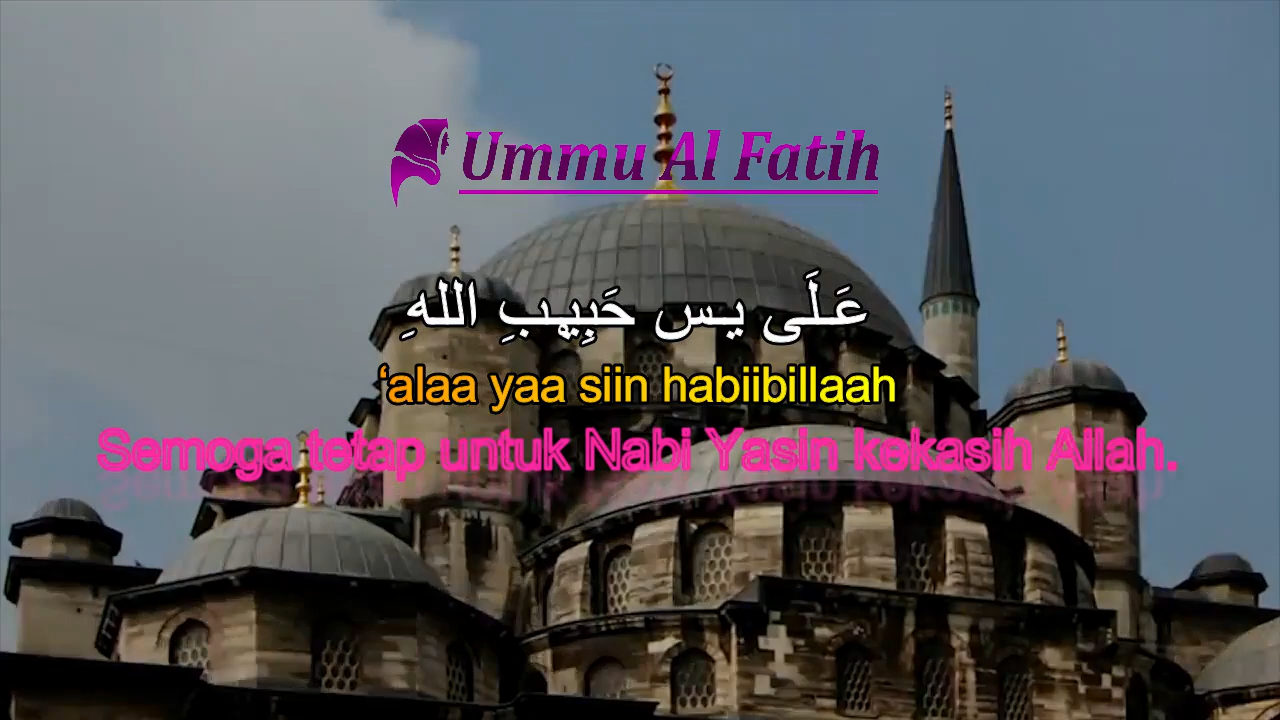 Ummu Al Fatih
عَلَى يس حَبِيبِ اللهِ
‘alaa yaa siin habiibillaah
Semoga tetap untuk Nabi Yasin kekasih Allah.